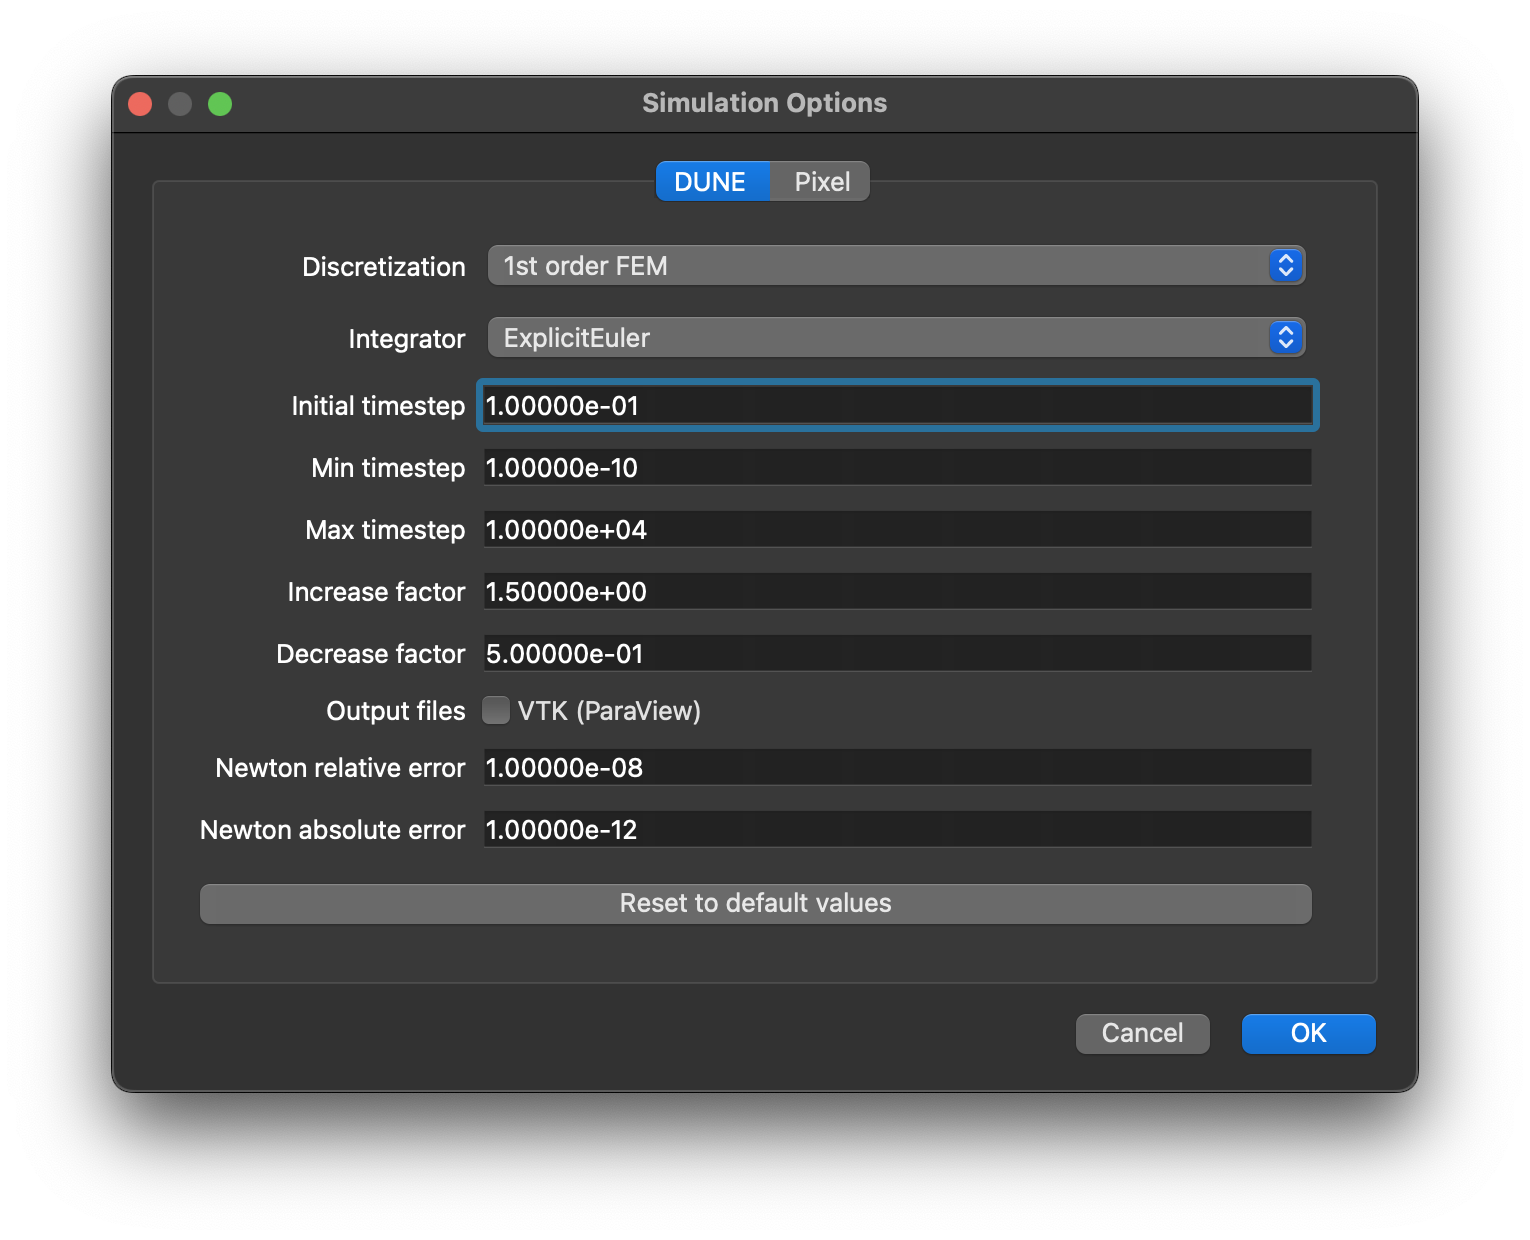 Simulation Options
DUNE Pixel
Discretization 1st order FEM
Integrator ExplicitEuler
Initial timestep 1.00000e-01
Min timestep 1.00000e-10
Max timestep 1.00000e+04
Increase factor 1.50000e+00
Decrease factor 5.00000e-01
Output files VTK (ParaView)
Newton relative error 1.00000e-08
Newton absolute error 1.00000e-12
Reset to default values
Cancel OK